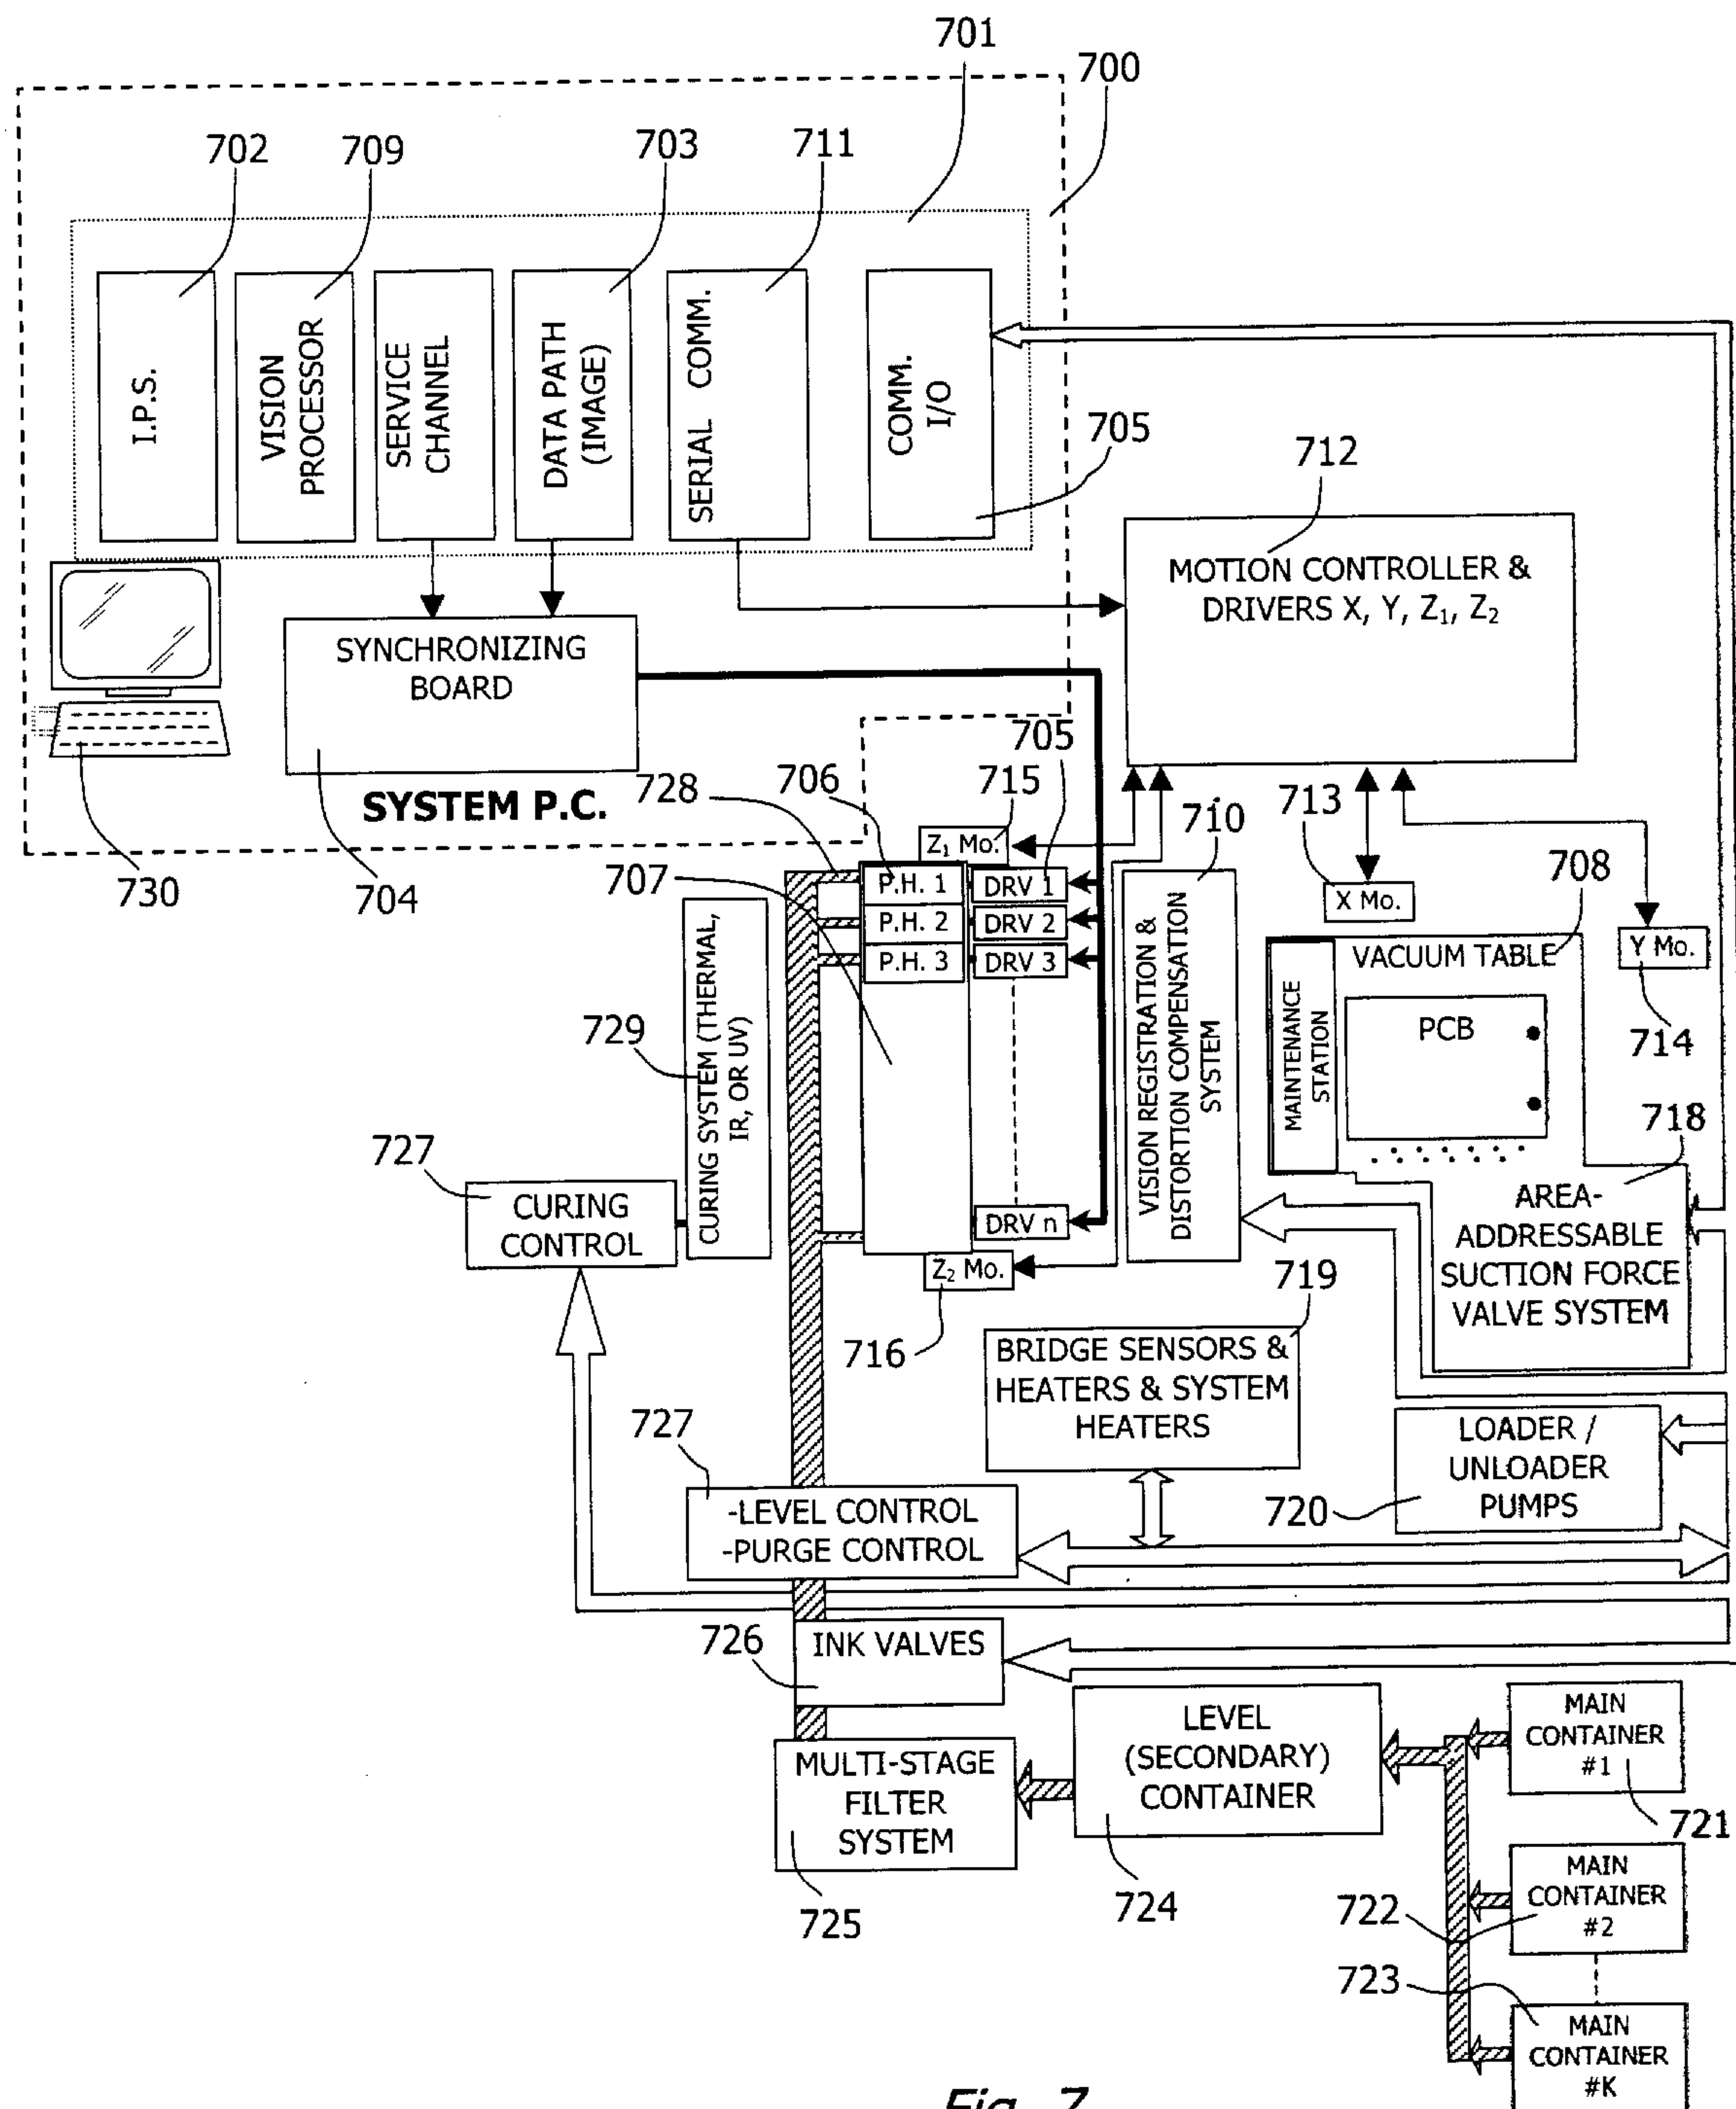 701
700
702
709
703
711
I.P.S.
VISION
PROCESSOR
SERVICE
CHANNEL
DATA PATH
(IMAGE)
SERIAL COMM.
COMM.
I/O
705
712
MOTION CONTROLLER &
DRIVERS X, Y, Z₁, Z₂
SYNCHRONIZING
BOARD
SYSTEM P.C.
730
704
728
706
715
705
710
713
708
707
Z₁ Mo.
P.H. 1
DRV 1
P.H. 2
DRV 2
P.H. 3
DRV 3
DRV n
Z₂ Mo.
716
X Mo.
Y Mo.
714
VACUUM TABLE
MAINTENANCE
STATION
PCB
VISION REGISTRATION &
DISTORTION COMPENSATION
SYSTEM
729
CURING SYSTEM (THERMAL,
IR, OR UV)
727
CURING
CONTROL
718
AREA-
ADDRESSABLE
SUCTION FORCE
VALVE SYSTEM
719
BRIDGE SENSORS &
HEATERS & SYSTEM
HEATERS
LOADER /
UNLOADER
PUMPS
720
727
-LEVEL CONTROL
-PURGE CONTROL
726
INK VALVES
MULTI-STAGE
FILTER
SYSTEM
725
LEVEL
(SECONDARY)
CONTAINER
724
MAIN
CONTAINER
#1
721
MAIN
CONTAINER
#2
722
723
MAIN
CONTAINER
#K
Fig. 7